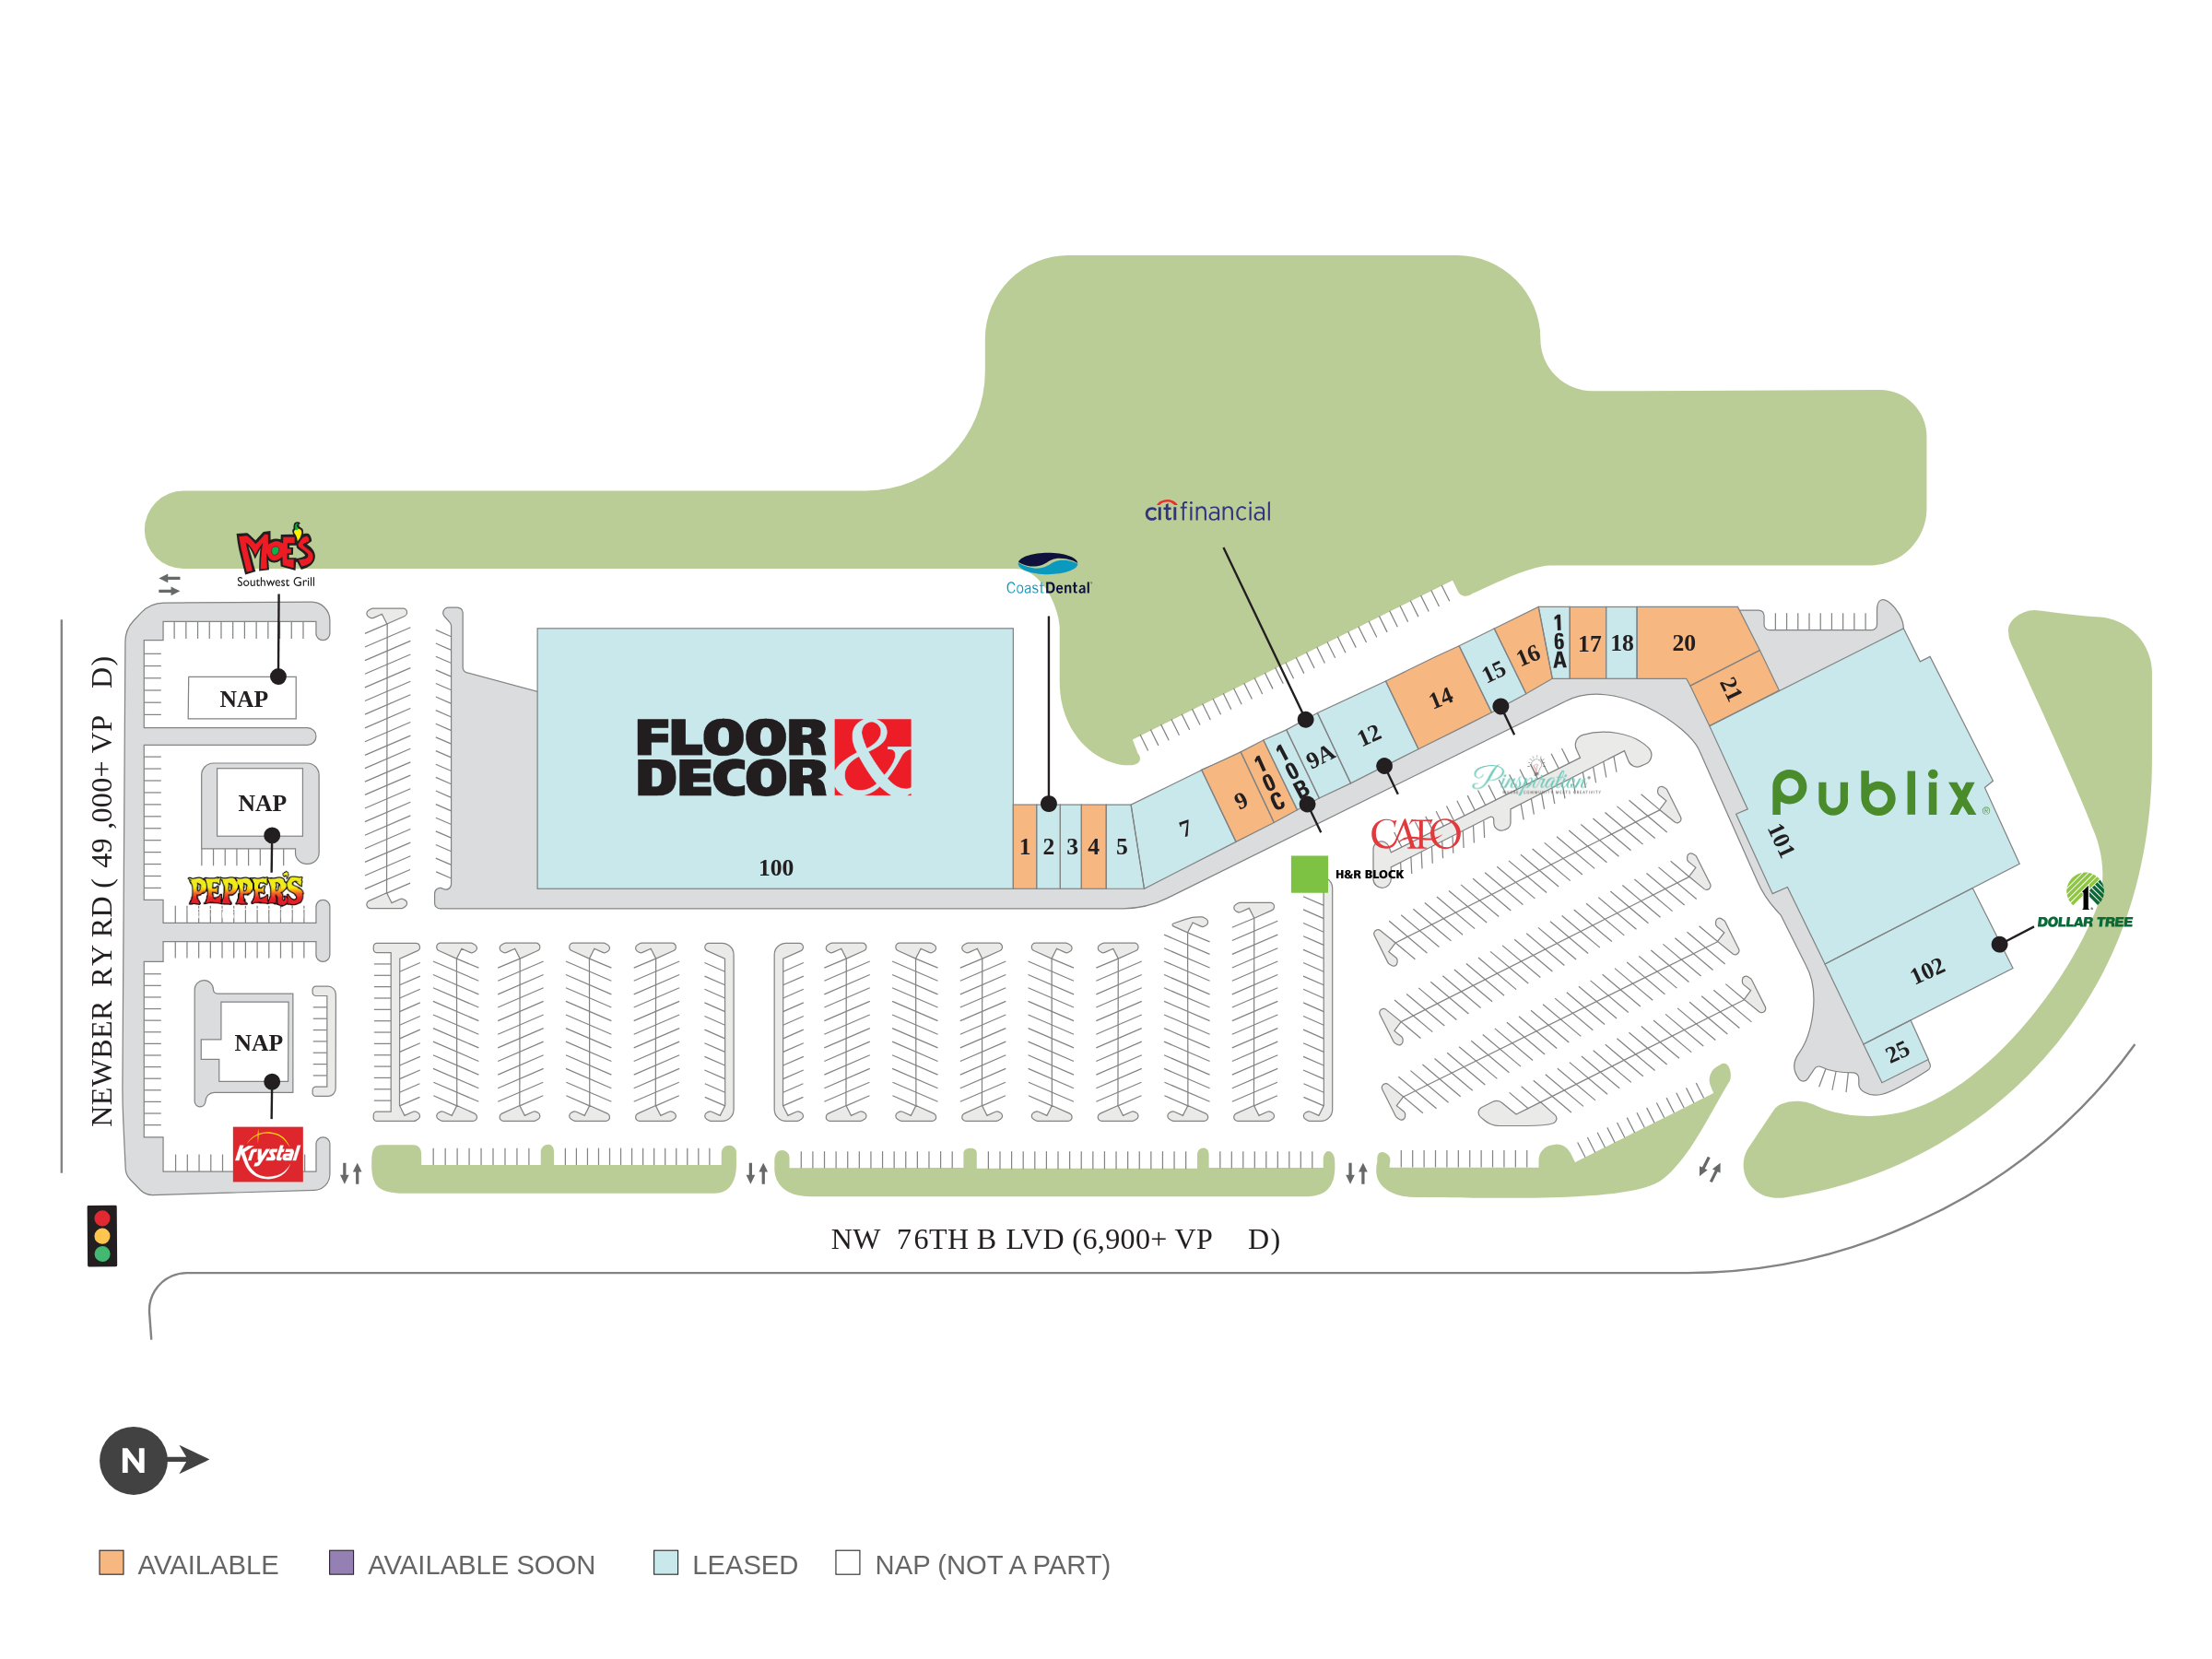 citifinancial
MOE'S
Southwest Grill
CoastDental
NAP
NAP
PEPPER'S
NAP
Krystal
NEWBER RY RD ( 49 ,000+ VP D)
FLOOR
DECOR
&
100
1
2
3
4
5
7
9
10C
10B
9A
12
14
15
16
16A
17
18
20
21
Pinspiration
CATO
H&R BLOCK
Publix
101
102
25
1
DOLLAR TREE
NW 76TH B LVD (6,900+ VP D)
N
AVAILABLE
AVAILABLE SOON
LEASED
NAP (NOT A PART)